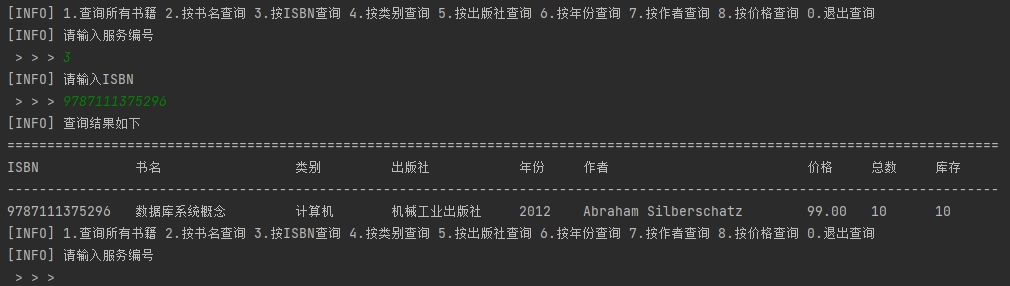 [INFO] 1.查询所有书籍 2.按书名查询 3.按ISBN查询 4.按类别查询 5.按出版社查询 6.按年份查询 7.按作者查询 8.按价格查询 0.退出查询
[INFO] 请输入服务编号
> > > 3
[INFO] 请输入ISBN
> > > 9787111375296
[INFO] 查询结果如下
============================================================================================================================
ISBN 书名 类别 出版社 年份 作者 价格 总数 库存
----------------------------------------------------------------------------------------------------------------------------
9787111375296 数据库系统概念 计算机 机械工业出版社 2012 Abraham Silberschatz 99.00 10 10
[INFO] 1.查询所有书籍 2.按书名查询 3.按ISBN查询 4.按类别查询 5.按出版社查询 6.按年份查询 7.按作者查询 8.按价格查询 0.退出查询
[INFO] 请输入服务编号
> > >